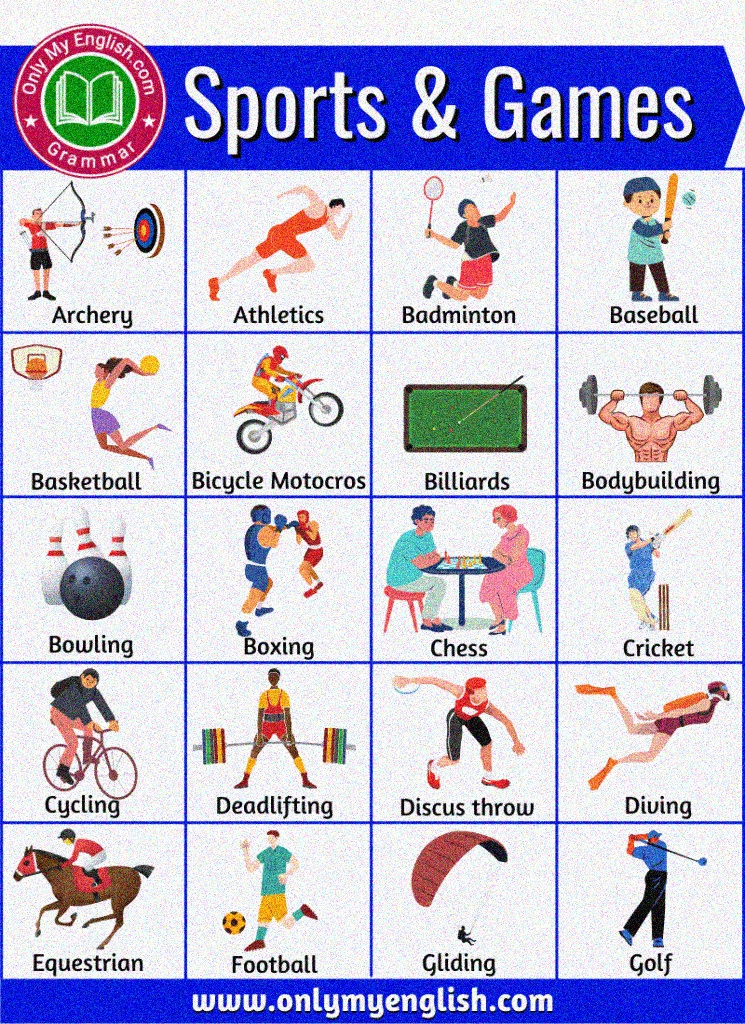 Only My English.com
Grammar
Sports & Games
Archery
Athletics
Badminton
Baseball
Basketball
Bicycle Motocros
Billiards
Bodybuilding
Bowling
Boxing
Chess
Cricket
Cycling
Deadlifting
Discus throw
Diving
Equestrian
Football
Gliding
Golf
www.onlymyenglish.com